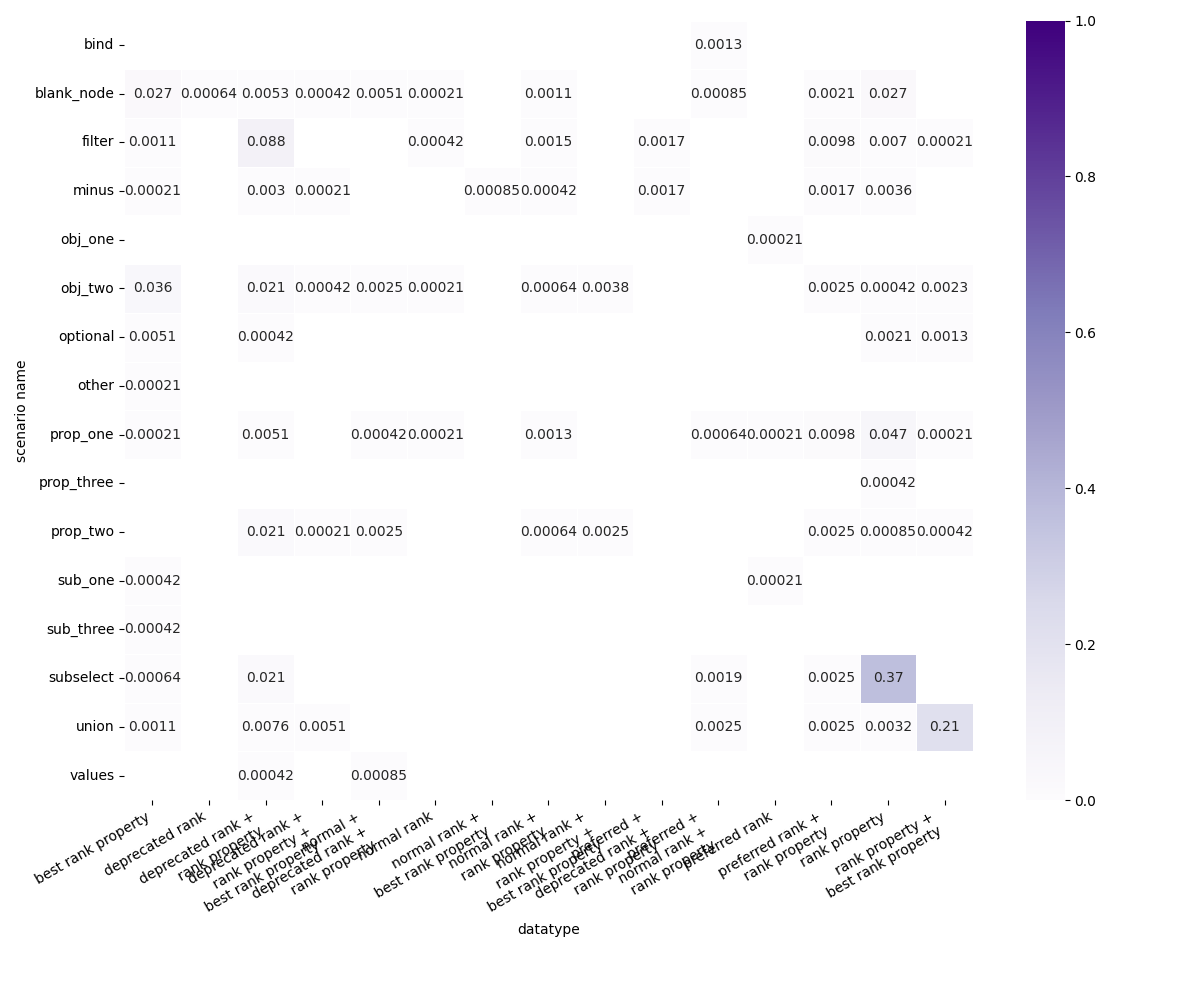 bind
0.0013
blank_node
0.027 0.00064 0.0053 0.00042 0.0051 0.00021 0.0011 0.00085 0.0021 0.027
filter
0.0011 0.088 0.00042 0.0015 0.0017 0.0098 0.007 0.00021
minus
0.00021 0.003 0.00021 0.00085 0.00042 0.0017 0.0017 0.0036
obj_one
0.00021
obj_two
0.036 0.021 0.00042 0.0025 0.00021 0.00064 0.0038 0.0025 0.00042 0.0023
optional
0.0051 0.00042 0.0021 0.0013
other
0.00021
prop_one
0.00021 0.0051 0.00042 0.00021 0.0013 0.00064 0.00021 0.0098 0.047 0.00021
prop_three
0.00042
prop_two
0.021 0.00021 0.0025 0.00064 0.0025 0.0025 0.00085 0.00042
sub_one
0.00042 0.00021
sub_three
0.00042
subselect
0.00064 0.021 0.0019 0.0025 0.37
union
0.0011 0.0076 0.0051 0.0025 0.0025 0.0032 0.21
values
0.00042 0.00085
scenario name
best rank property
deprecated rank
deprecated rank +
rank property
deprecated rank +
rank property +
best rank property
normal +
deprecated rank +
rank property
normal rank
normal rank +
best rank property
normal rank +
rank property
normal rank +
rank property +
best rank property
preferred +
deprecated rank +
rank property
preferred +
normal rank +
rank property
preferred rank
preferred rank +
rank property
rank property
rank property +
best rank property
datatype
1.0
0.8
0.6
0.4
0.2
0.0